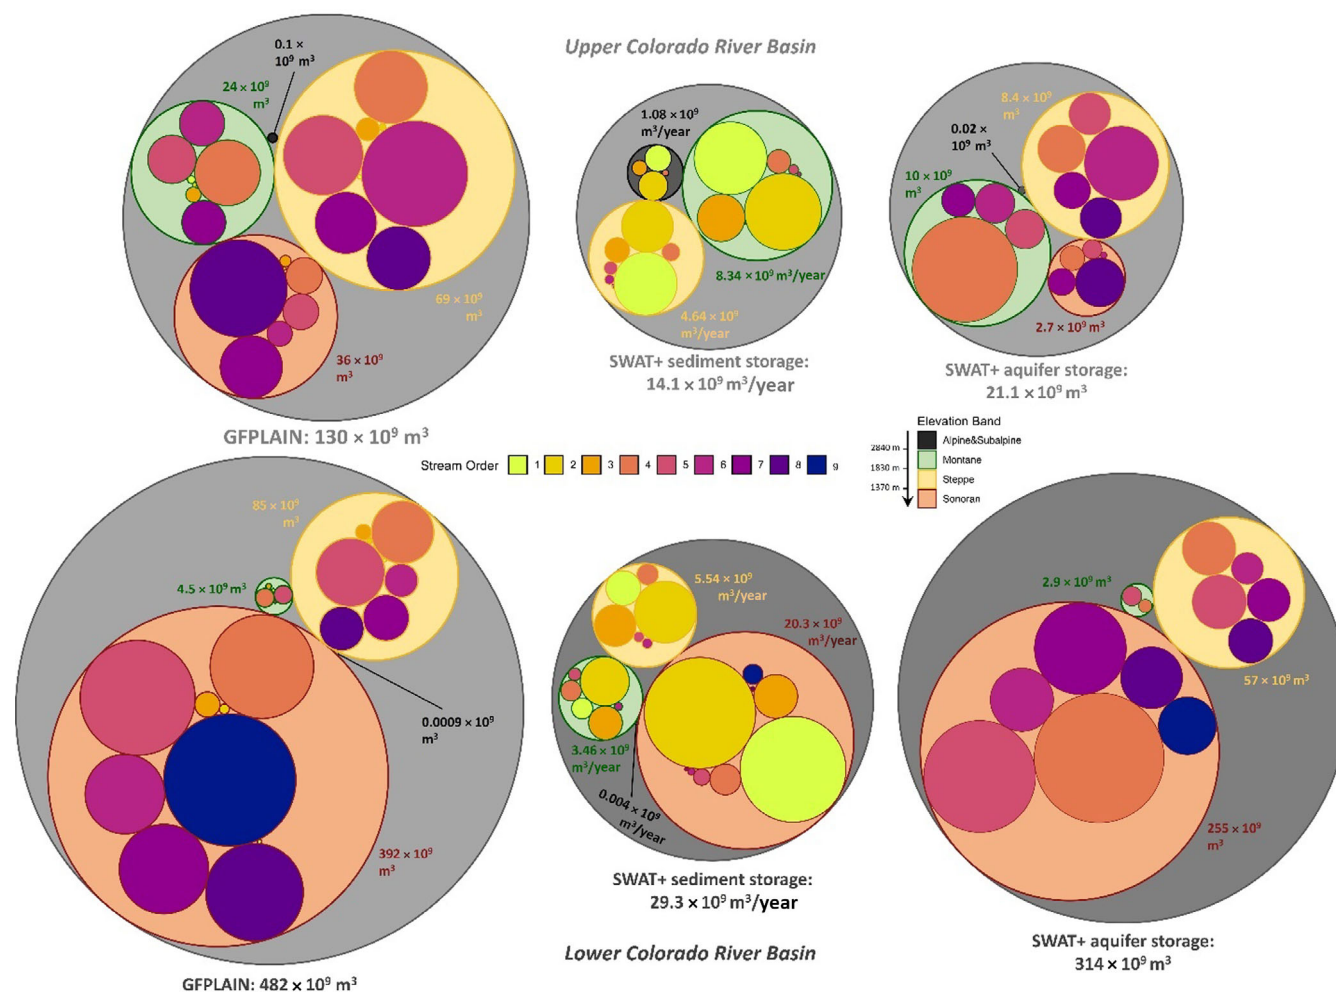 Upper Colorado River Basin
0.1 ×
10⁹ m³
24 × 10⁹
m³
69 × 10⁹
m³
36 × 10⁹
m³
GFPLAIN: 130 × 10⁹ m³
1.08 × 10⁹
m³/year
8.34 × 10⁹ m³/year
4.64 × 10⁹
m³/year
SWAT+ sediment storage:
14.1 × 10⁹ m³/year
8.4 × 10⁹
m³
0.02 ×
10⁹ m³
10 × 10⁹
m³
2.7 × 10⁹ m³
SWAT+ aquifer storage:
21.1 × 10⁹ m³
Stream Order 1 2 3 4 5 6 7 8 9
Elevation Band
Alpine&Subalpine
2840 m
Montane
1830 m
Steppe
1370 m
Sonoran
85 × 10⁹
m³
4.5 × 10⁹ m³
0.0009 × 10⁹
m³
392 × 10⁹
m³
GFPLAIN: 482 × 10⁹ m³
5.54 × 10⁹
m³/year
20.3 × 10⁹
m³/year
3.46 × 10⁹
m³/year
0.004 × 10⁹
m³/year
SWAT+ sediment storage:
29.3 × 10⁹ m³/year
2.9 × 10⁹ m³
57 × 10⁹ m³
255 × 10⁹
m³
SWAT+ aquifer storage:
314 × 10⁹ m³
Lower Colorado River Basin